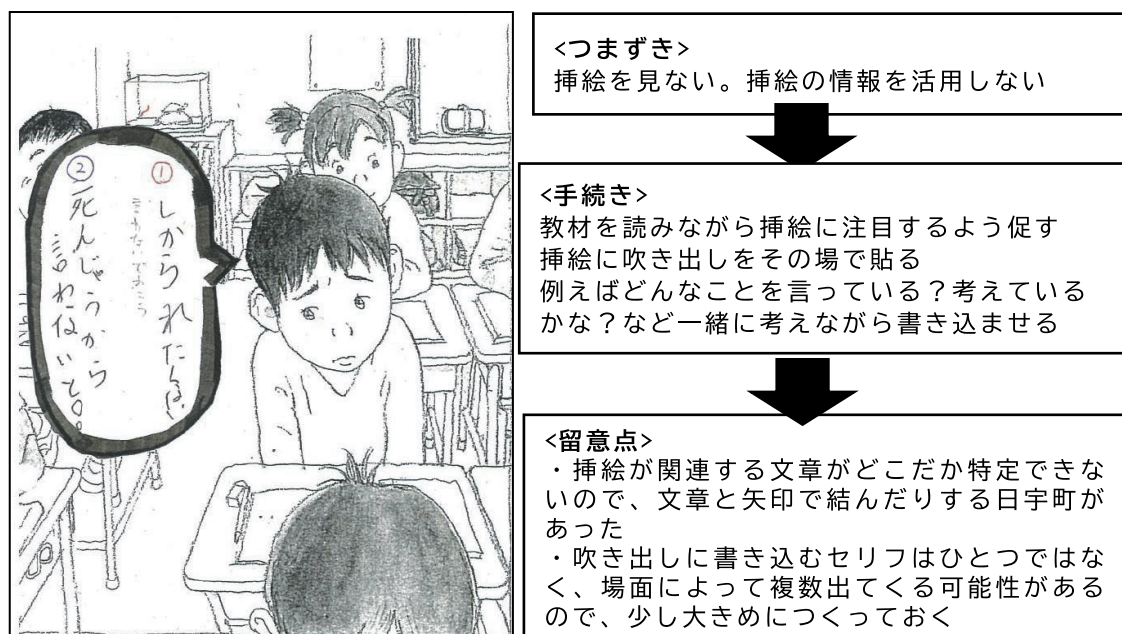 ① しかられたらは
② 死んじゃうから
言わないと。
<つまずき>
挿絵を見ない。挿絵の情報を活用しない
<手続き>
教材を読みながら挿絵に注目するよう促す
挿絵に吹き出しをその場で貼る
例えばどんなことを言っている？考えている
かな？など一緒に考えながら書き込ませる
<留意点>
・挿絵が関連する文章がどこだか特定できな
いので、文章と矢印で結んだりする日宇町が
あった
・吹き出しに書き込むセリフはひとつではな
く、場面によって複数出てくる可能性がある
ので、少し大きめにつくっておく